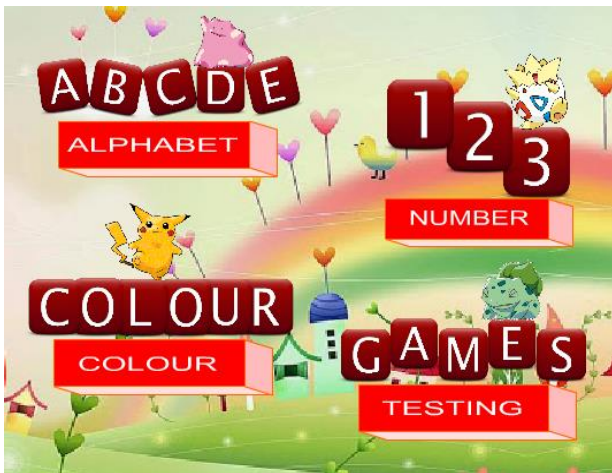 ABCDE
ALPHABET
123
NUMBER
COLOUR
COLOUR
GAMES
TESTING